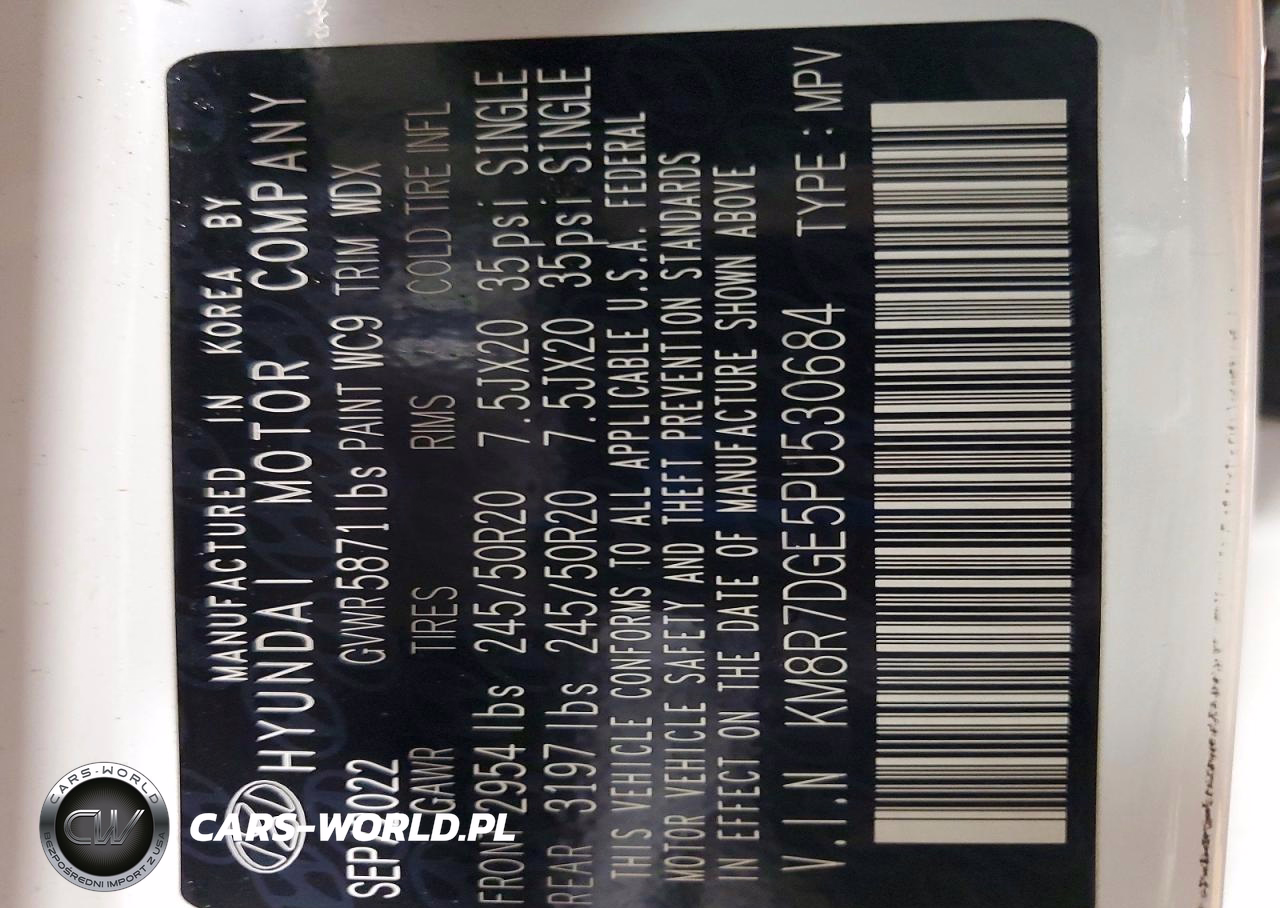 MANUFACTURED IN KOREA BY
HYUNDAI MOTOR COMPANY
SEP/2022 GVWR5871lbs PAINT WC9 TRIM WDX
GAWR TIRES RIMS COLD TIRE INFL
FRONT 2954 lbs 245/50R20 7.5JX20 35psi SINGLE
REAR 3197 lbs 245/50R20 7.5JX20 35psi SINGLE
THIS VEHICLE CONFORMS TO ALL APPLICABLE U.S.A. FEDERAL
MOTOR VEHICLE SAFETY AND THEFT PREVENTION STANDARDS
IN EFFECT ON THE DATE OF MANUFACTURE SHOWN ABOVE
V.I.N KM8R7DGE5PU530684 TYPE : MPV
CARS-WORLD
CW
BEZPOŚREDNI IMPORT Z USA
CARS-WORLD.PL